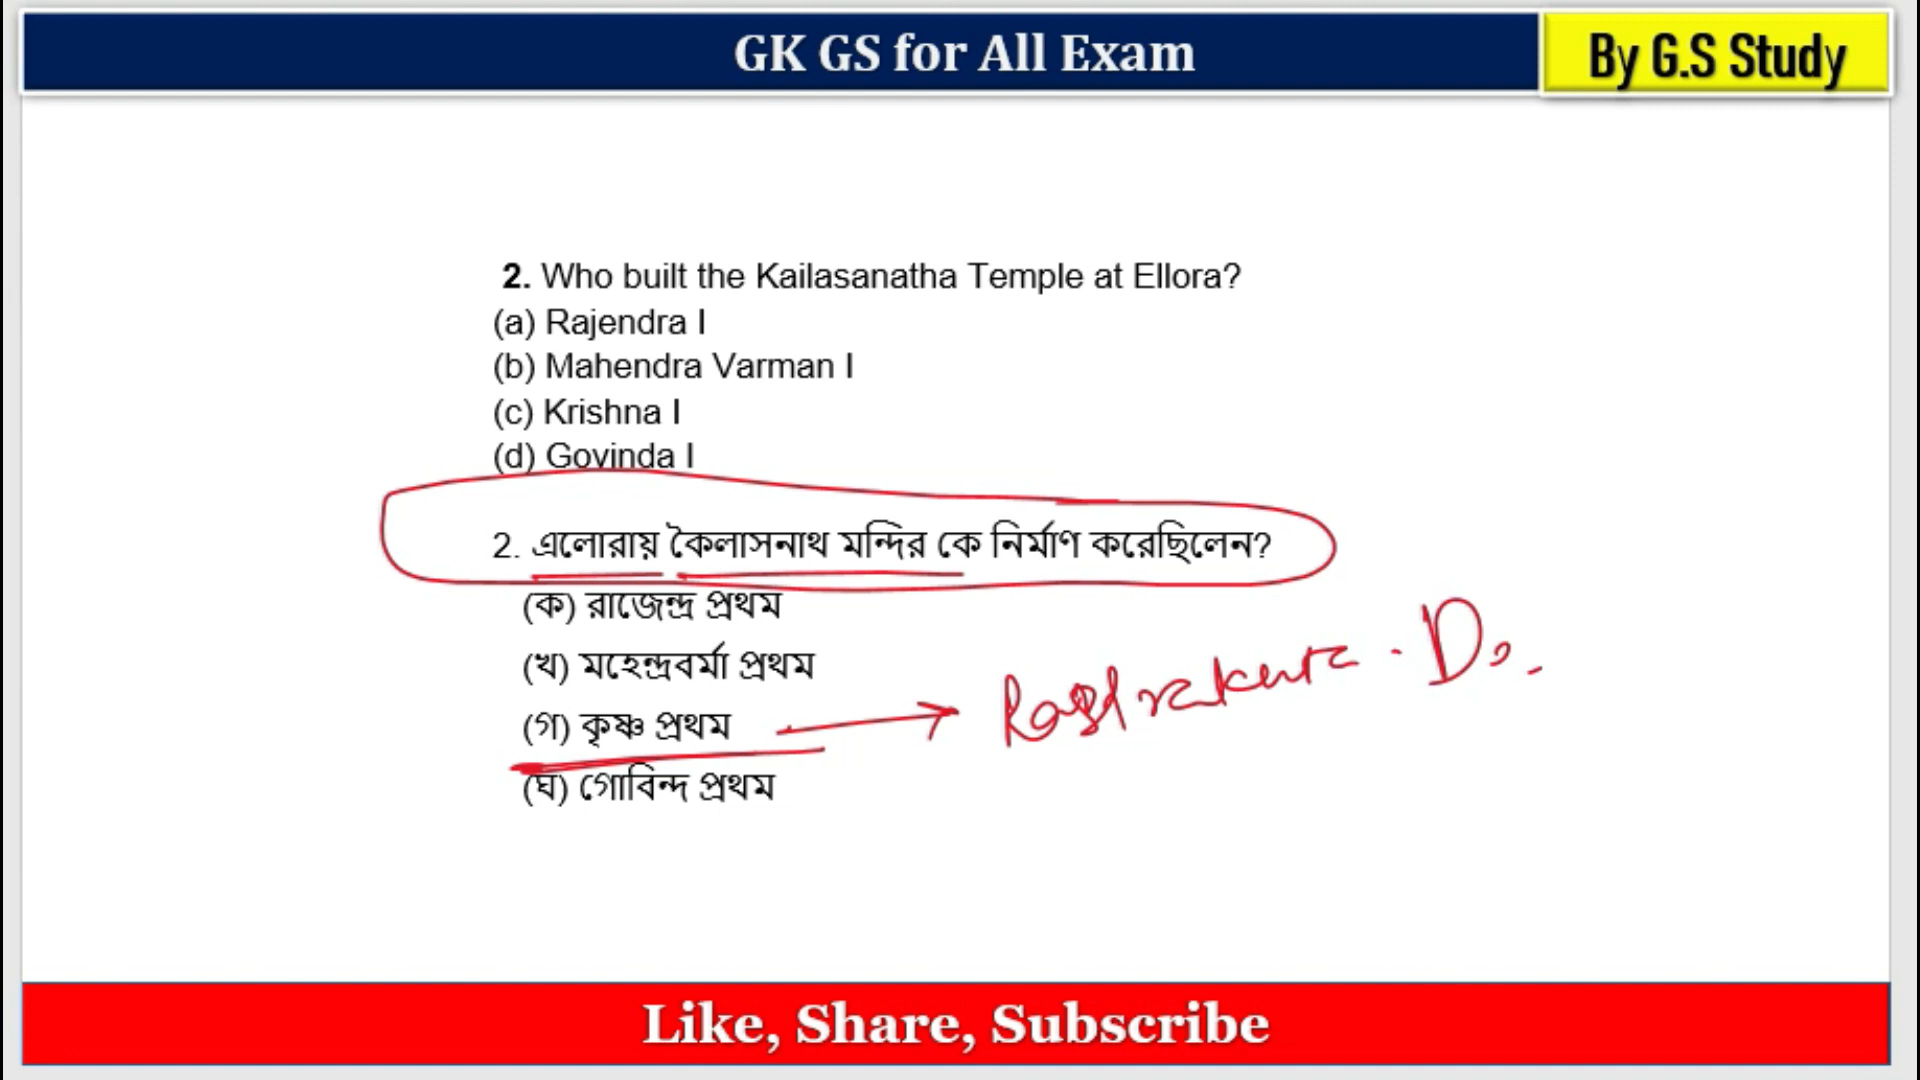 GK GS for All Exam
By G.S Study
2. Who built the Kailasanatha Temple at Ellora?
(a) Rajendra I
(b) Mahendra Varman I
(c) Krishna I
(d) Govinda I
2. এলোরায় কৈলাসনাথ মন্দির কে নির্মাণ করেছিলেন?
(ক) রাজেন্দ্র প্রথম
(খ) মহেন্দ্রবর্মা প্রথম
(গ) কৃষ্ণ প্রথম
(ঘ) গোবিন্দ প্রথম
Like, Share, Subscribe